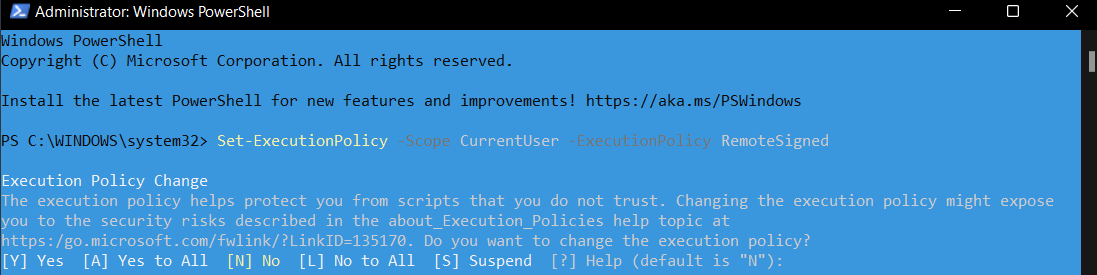 Administrator: Windows PowerShell
Windows PowerShell
Copyright (C) Microsoft Corporation. All rights reserved.
Install the latest PowerShell for new features and improvements! https://aka.ms/PSWindows
PS C:\WINDOWS\system32> Set-ExecutionPolicy -Scope CurrentUser -ExecutionPolicy RemoteSigned
Execution Policy Change
The execution policy helps protect you from scripts that you do not trust. Changing the execution policy might expose
you to the security risks described in the about_Execution_Policies help topic at
https:/go.microsoft.com/fwlink/?LinkID=135170. Do you want to change the execution policy?
[Y] Yes  [A] Yes to All  [N] No  [L] No to All  [S] Suspend  [?] Help (default is "N"):